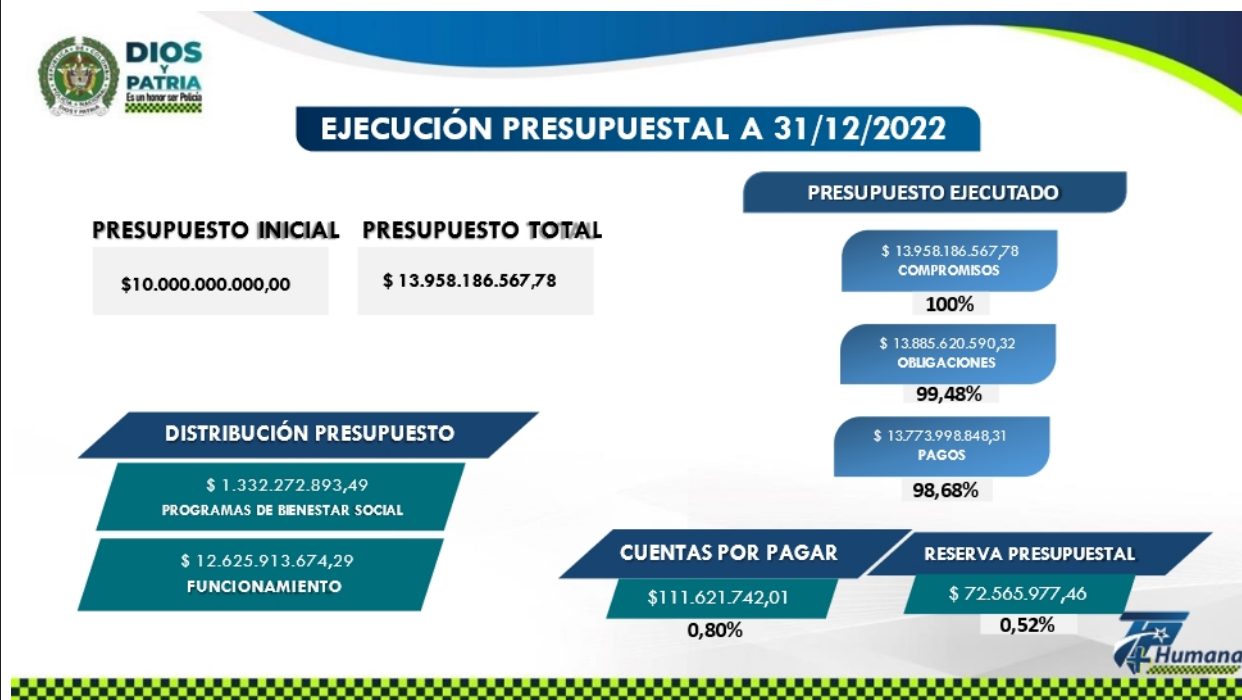 DIOS
Y
PATRIA
Es un honor ser Policía
EJECUCIÓN PRESUPUESTAL A 31/12/2022
PRESUPUESTO INICIAL
$10.000.000.000,00
PRESUPUESTO TOTAL
$ 13.958.186.567,78
PRESUPUESTO EJECUTADO
$ 13.958.186.567,78
COMPROMISOS
100%
$ 13.885.620.590,32
OBLIGACIONES
99,48%
$ 13.773.998.848,31
PAGOS
98,68%
DISTRIBUCIÓN PRESUPUESTO
$ 1.332.272.893,49
PROGRAMAS DE BIENESTAR SOCIAL
$ 12.625.913.674,29
FUNCIONAMIENTO
CUENTAS POR PAGAR
$111.621.742,01
0,80%
RESERVA PRESUPUESTAL
$ 72.565.977,46
0,52%
Humana